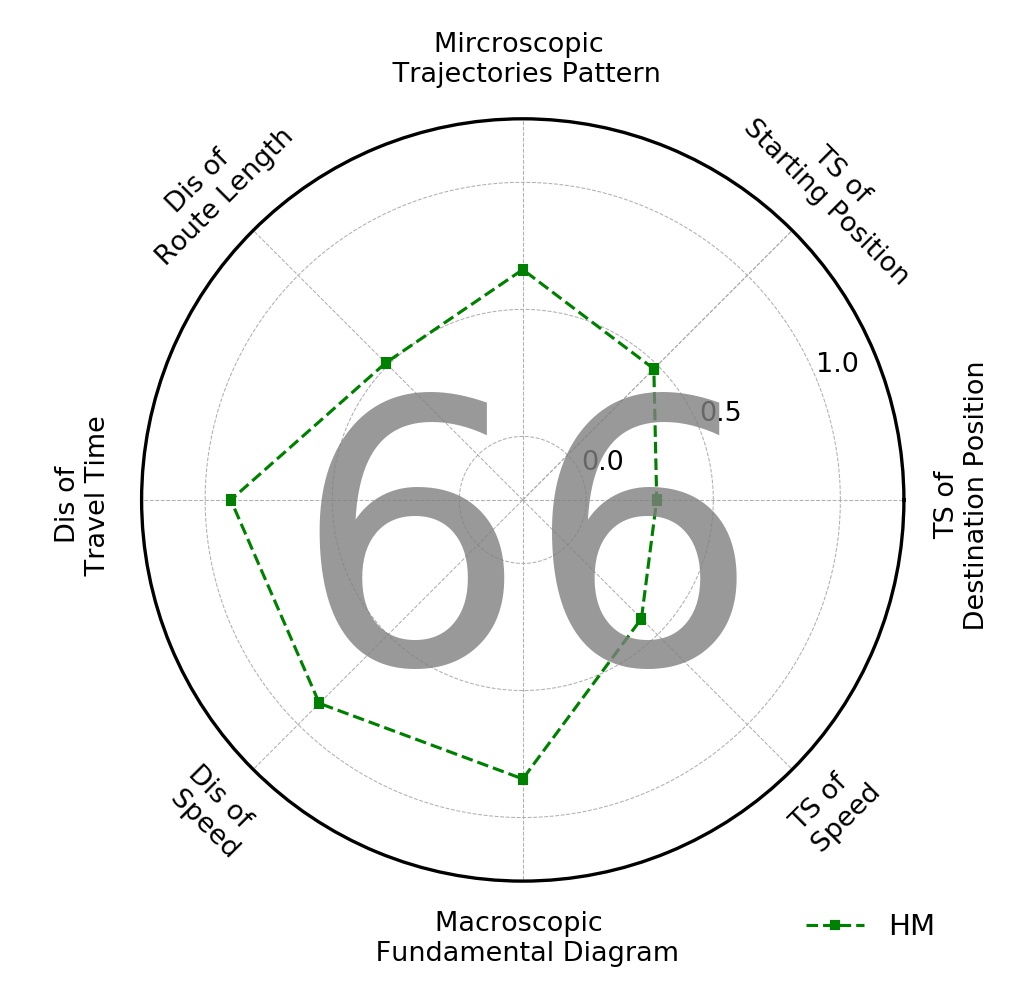 Mircroscopic
Trajectories Pattern
Dis of
Route Length
TS of
Starting Position
1.0
0.5
0.0
66
Dis of
Travel Time
TS of
Destination Position
Dis of
Speed
TS of
Speed
Macroscopic
Fundamental Diagram
HM